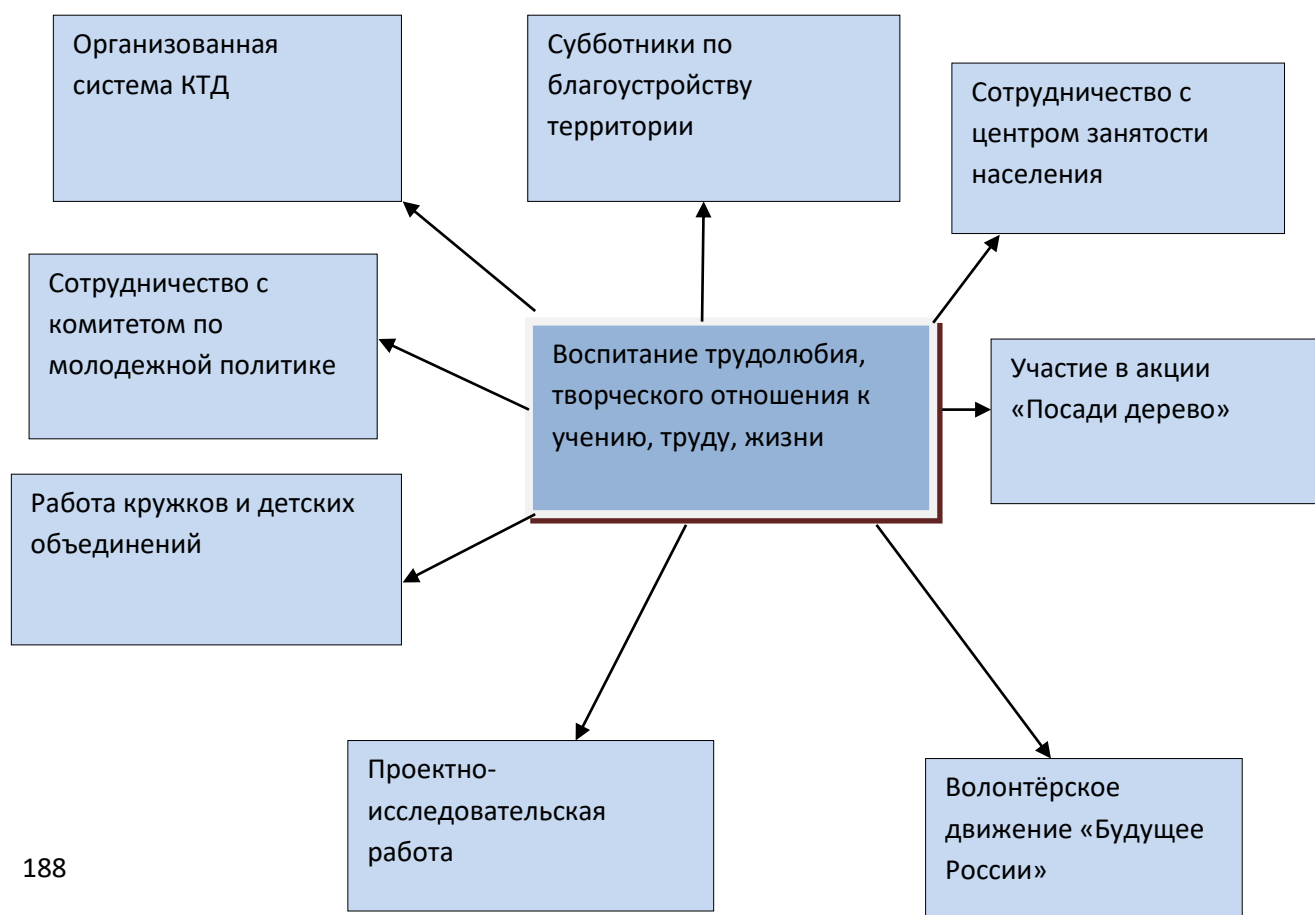 Организованная
система КТД
Субботники по
благоустройству
территории
Сотрудничество с
центром занятости
населения
Сотрудничество с
комитетом по
молодежной политике
Воспитание трудолюбия,
творческого отношения к
учению, труду, жизни
Участие в акции
«Посади дерево»
Работа кружков и детских
объединений
Проектно-
исследовательская
работа
Волонтёрское
движение «Будущее
России»
188